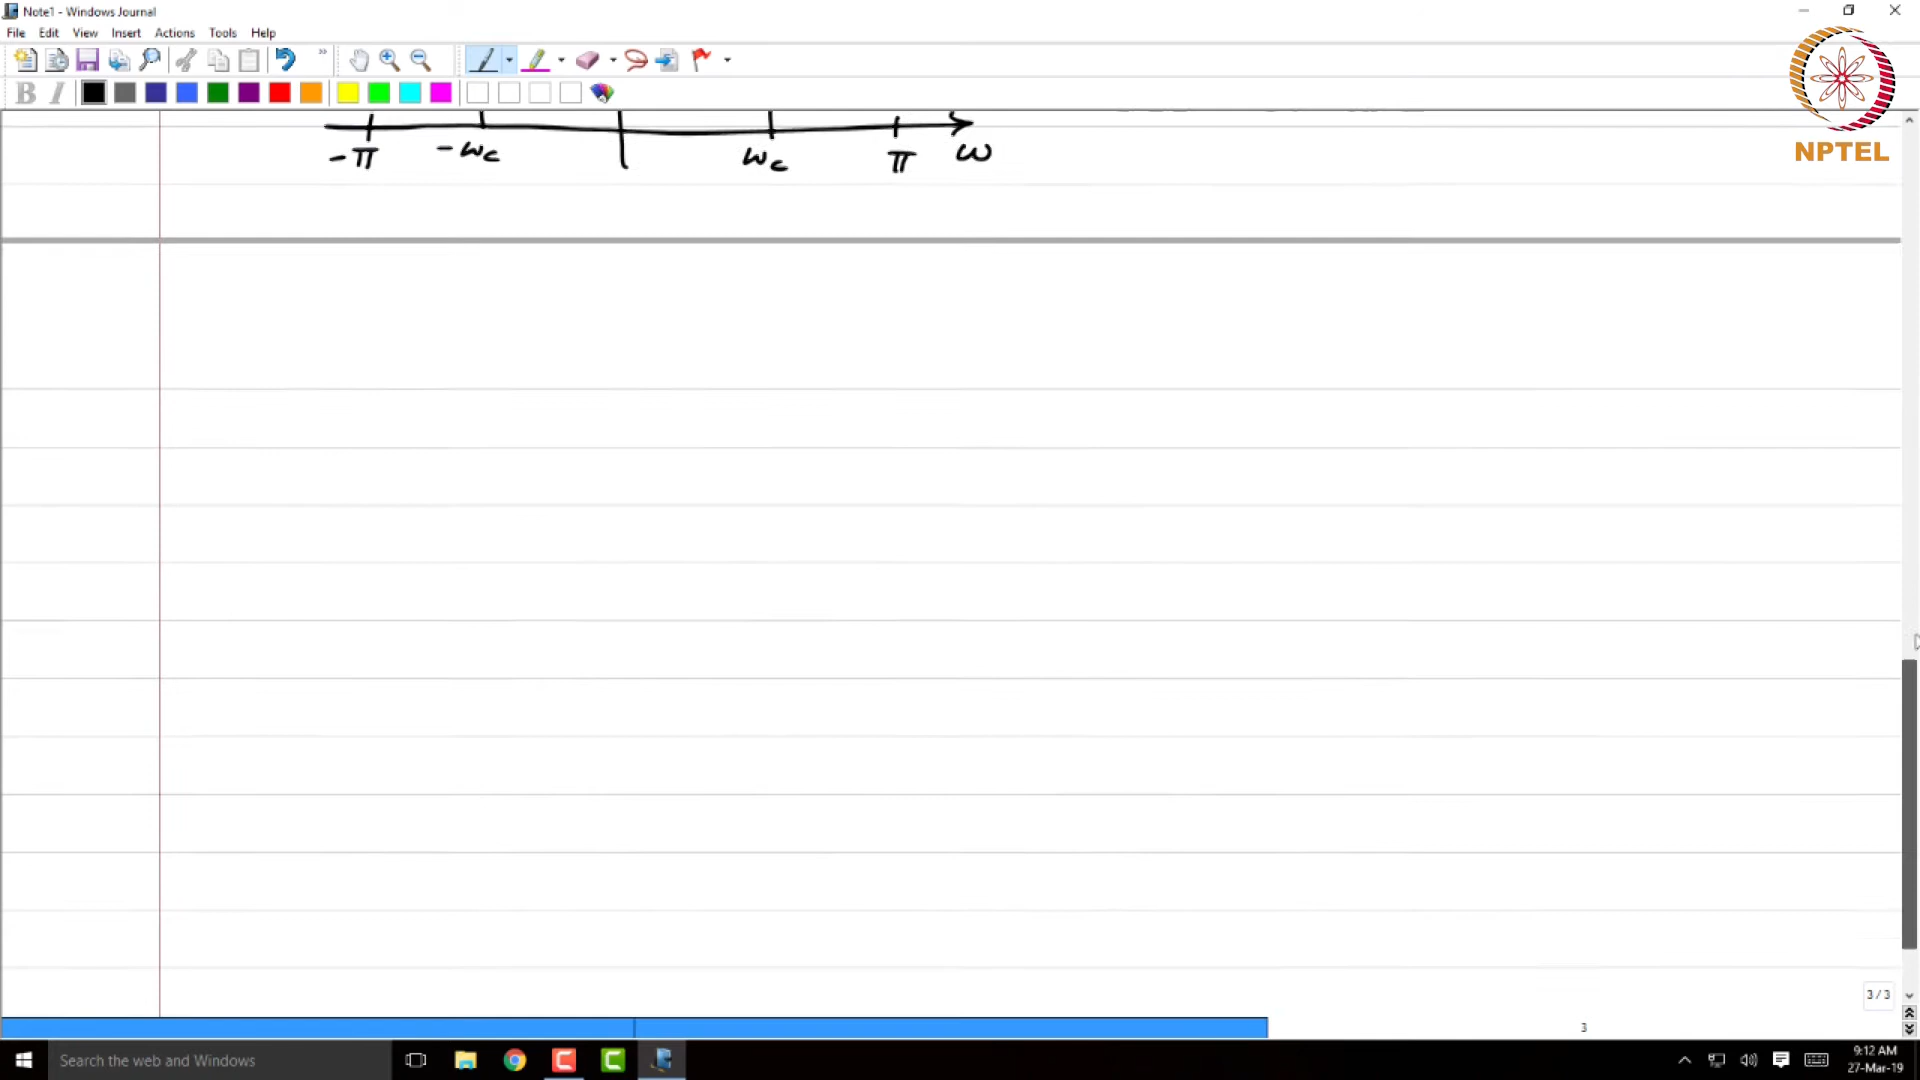 Note1 - Windows Journal
File Edit View Insert Actions Tools Help
B I
-π -ωc ωc π ω
NPTEL
3 / 3
3
Search the web and Windows
9:12 AM
27-Mar-19